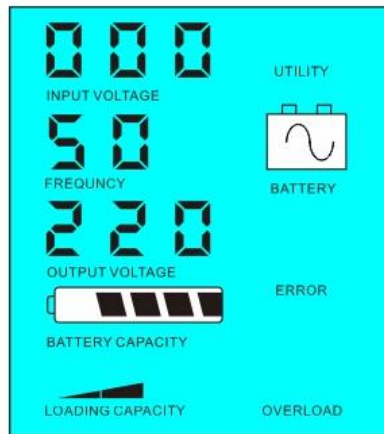 000
UTILITY
INPUT VOLTAGE
50
FREQUNCY
BATTERY
220
OUTPUT VOLTAGE
ERROR
BATTERY CAPACITY
LOADING CAPACITY
OVERLOAD